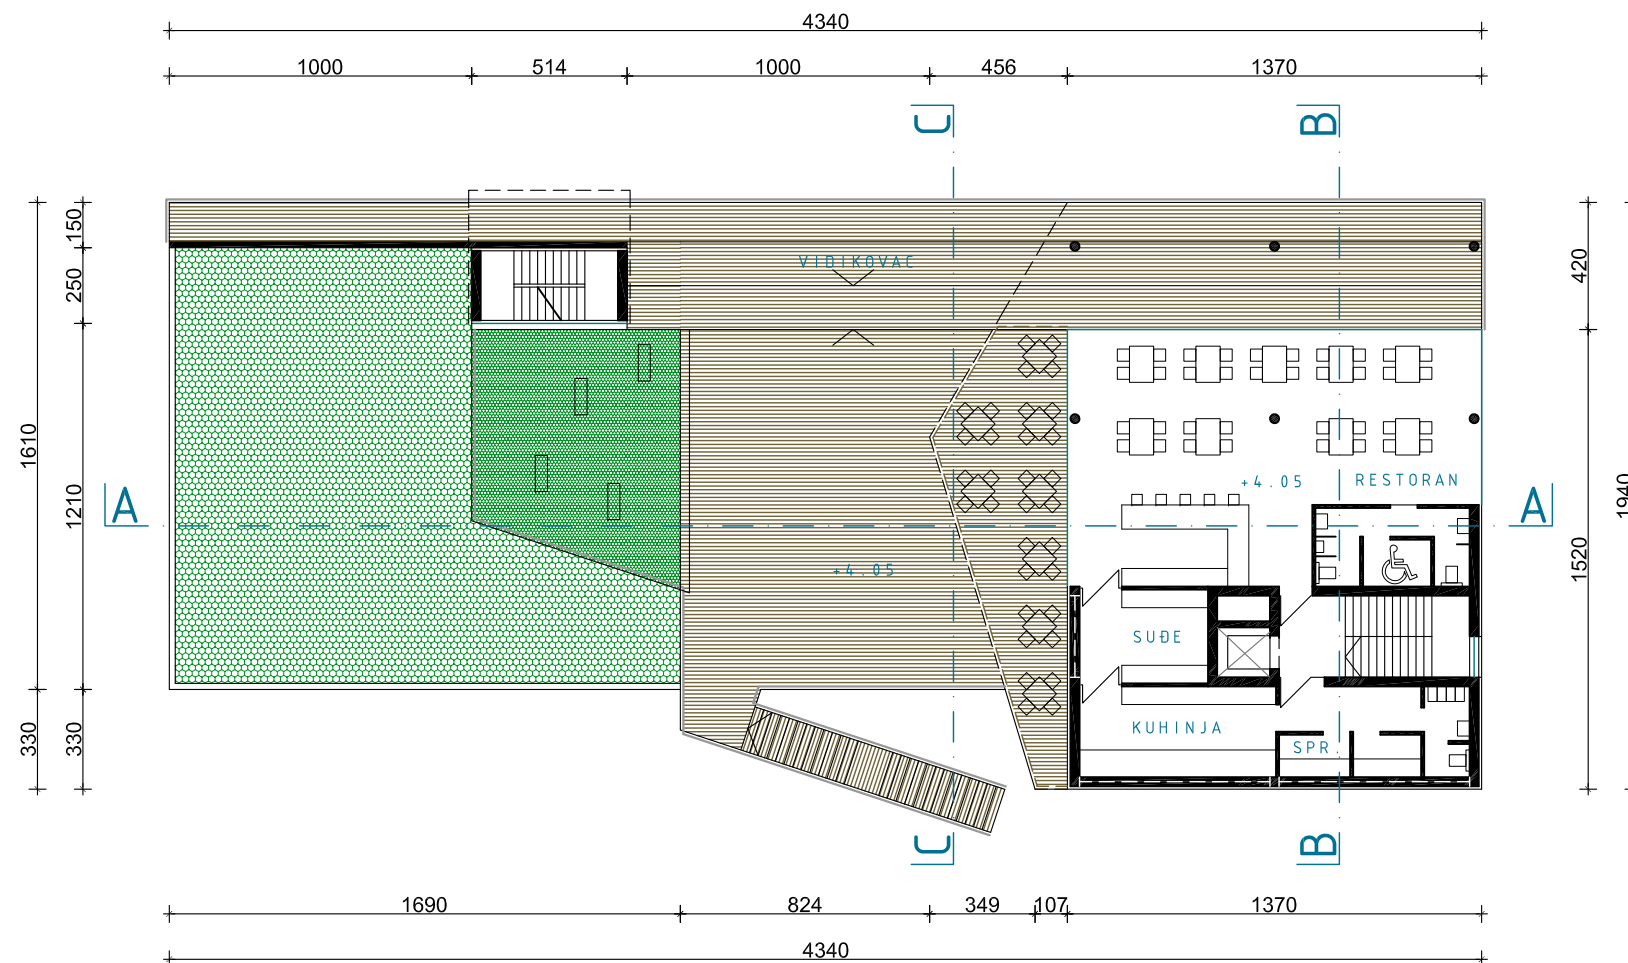 4340
1000 514 1000 456 1370
C B
150
250
1210
330
1610
330
420
1520
1940
VIDIKOVAC
+4.05 RESTORAN
A A
+4.05
SUĐE
KUHINJA
SPR.
C B
1690 824 349 107 1370
4340